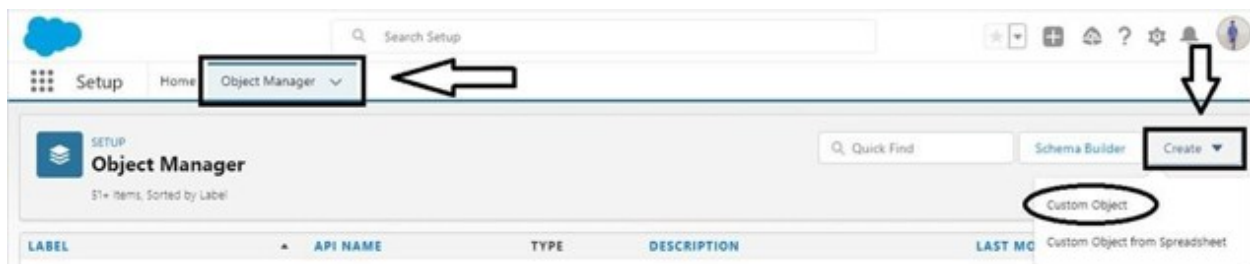 Search Setup
Setup Home Object Manager
SETUP
Object Manager
51+ Items, Sorted by Label
Quick Find
Schema Builder
Create
Custom Object
Custom Object from Spreadsheet
LABEL API NAME TYPE DESCRIPTION LAST MO